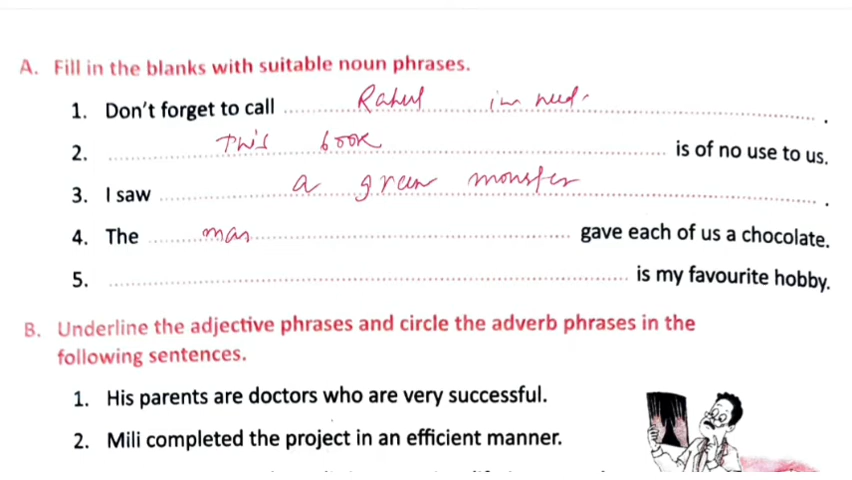 A. Fill in the blanks with suitable noun phrases.
1. Don't forget to call Rahul in need.
2. This book is of no use to us.
3. I saw a green monster.
4. The man gave each of us a chocolate.
5. is my favourite hobby.
B. Underline the adjective phrases and circle the adverb phrases in the
following sentences.
1. His parents are doctors who are very successful.
2. Mili completed the project in an efficient manner.